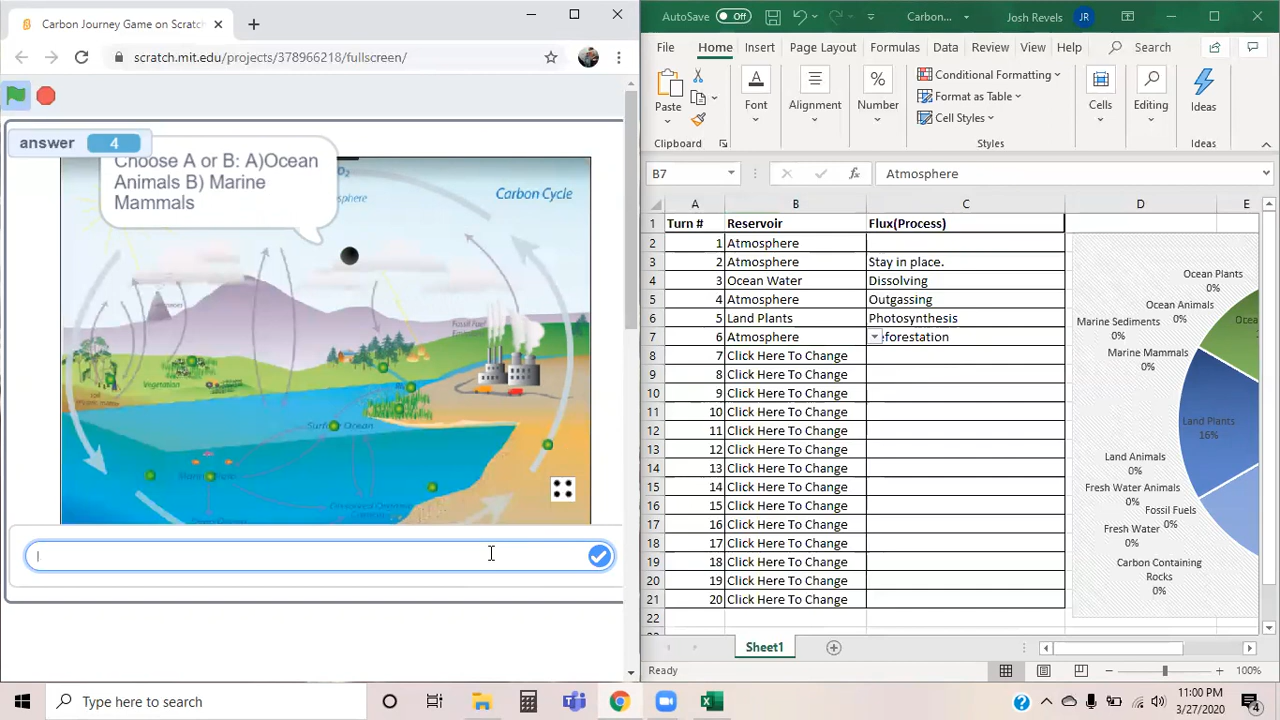 Carbon Journey Game on Scratch
scratch.mit.edu/projects/378966218/fullscreen/
answer 4
Choose A or B: A)Ocean
Animals B) Marine
Mammals
Carbon Cycle
Vegetation
Surface Ocean
Type here to search
AutoSave Off
Carbon...
Josh Revels JR
File Home Insert Page Layout Formulas Data Review View Help Search
Paste
Font
Alignment
Number
Conditional Formatting
Format as Table
Cell Styles
Cells
Editing
Ideas
Clipboard
Styles
Ideas
B7 fx Atmosphere
A B C D E
1 Turn # Reservoir Flux(Process)
2 1 Atmosphere
3 2 Atmosphere Stay in place.
4 3 Ocean Water Dissolving
5 4 Atmosphere Outgassing
6 5 Land Plants Photosynthesis
7 6 Atmosphere eforestation
8 7 Click Here To Change
9 8 Click Here To Change
10 9 Click Here To Change
11 10 Click Here To Change
12 11 Click Here To Change
13 12 Click Here To Change
14 13 Click Here To Change
15 14 Click Here To Change
16 15 Click Here To Change
17 16 Click Here To Change
18 17 Click Here To Change
19 18 Click Here To Change
20 19 Click Here To Change
21 20 Click Here To Change
22
Ocean Plants
0%
Ocean Animals
0%
Marine Sediments
0%
Marine Mammals
0%
Land Plants
16%
Land Animals
0%
Fresh Water Animals
0%
Fossil Fuels
0%
Fresh Water
0%
Carbon Containing
Rocks
0%
Sheet1
Ready
100%
11:00 PM
3/27/2020
4